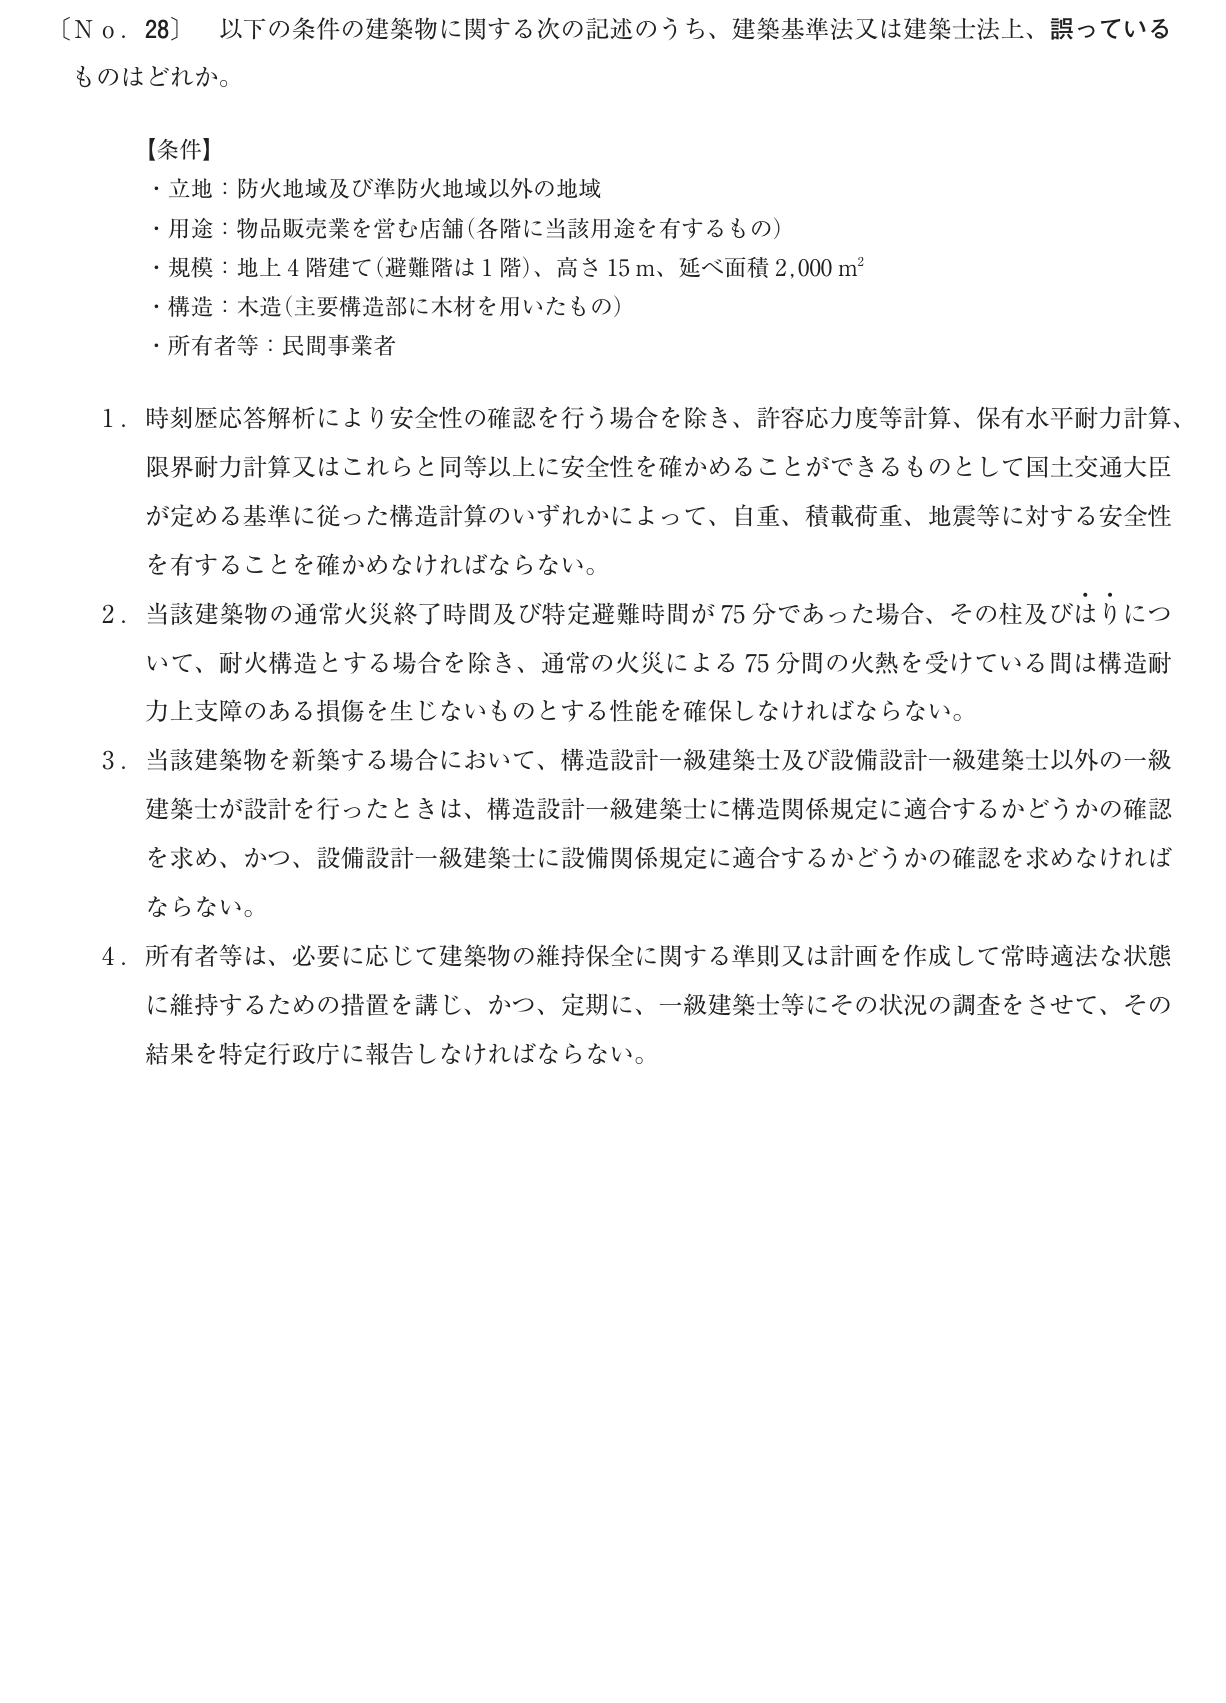 〔Ｎｏ．28〕　以下の条件の建築物に関する次の記述のうち、建築基準法又は建築士法上、誤っている
ものはどれか。
【条件】
・立地：防火地域及び準防火地域以外の地域
・用途：物品販売業を営む店舗（各階に当該用途を有するもの）
・規模：地上 4 階建て（避難階は 1 階）、高さ 15 m、延べ面積 2,000 m²
・構造：木造（主要構造部に木材を用いたもの）
・所有者等：民間事業者
1．時刻歴応答解析により安全性の確認を行う場合を除き、許容応力度等計算、保有水平耐力計算、
限界耐力計算又はこれらと同等以上に安全性を確かめることができるものとして国土交通大臣
が定める基準に従った構造計算のいずれかによって、自重、積載荷重、地震等に対する安全性
を有することを確かめなければならない。
2．当該建築物の通常火災終了時間及び特定避難時間が 75 分であった場合、その柱及びはりにつ
いて、耐火構造とする場合を除き、通常の火災による 75 分間の火熱を受けている間は構造耐
力上支障のある損傷を生じないものとする性能を確保しなければならない。
3．当該建築物を新築する場合において、構造設計一級建築士及び設備設計一級建築士以外の一級
建築士が設計を行ったときは、構造設計一級建築士に構造関係規定に適合するかどうかの確認
を求め、かつ、設備設計一級建築士に設備関係規定に適合するかどうかの確認を求めなければ
ならない。
4．所有者等は、必要に応じて建築物の維持保全に関する準則又は計画を作成して常時適法な状態
に維持するための措置を講じ、かつ、定期に、一級建築士等にその状況の調査をさせて、その
結果を特定行政庁に報告しなければならない。